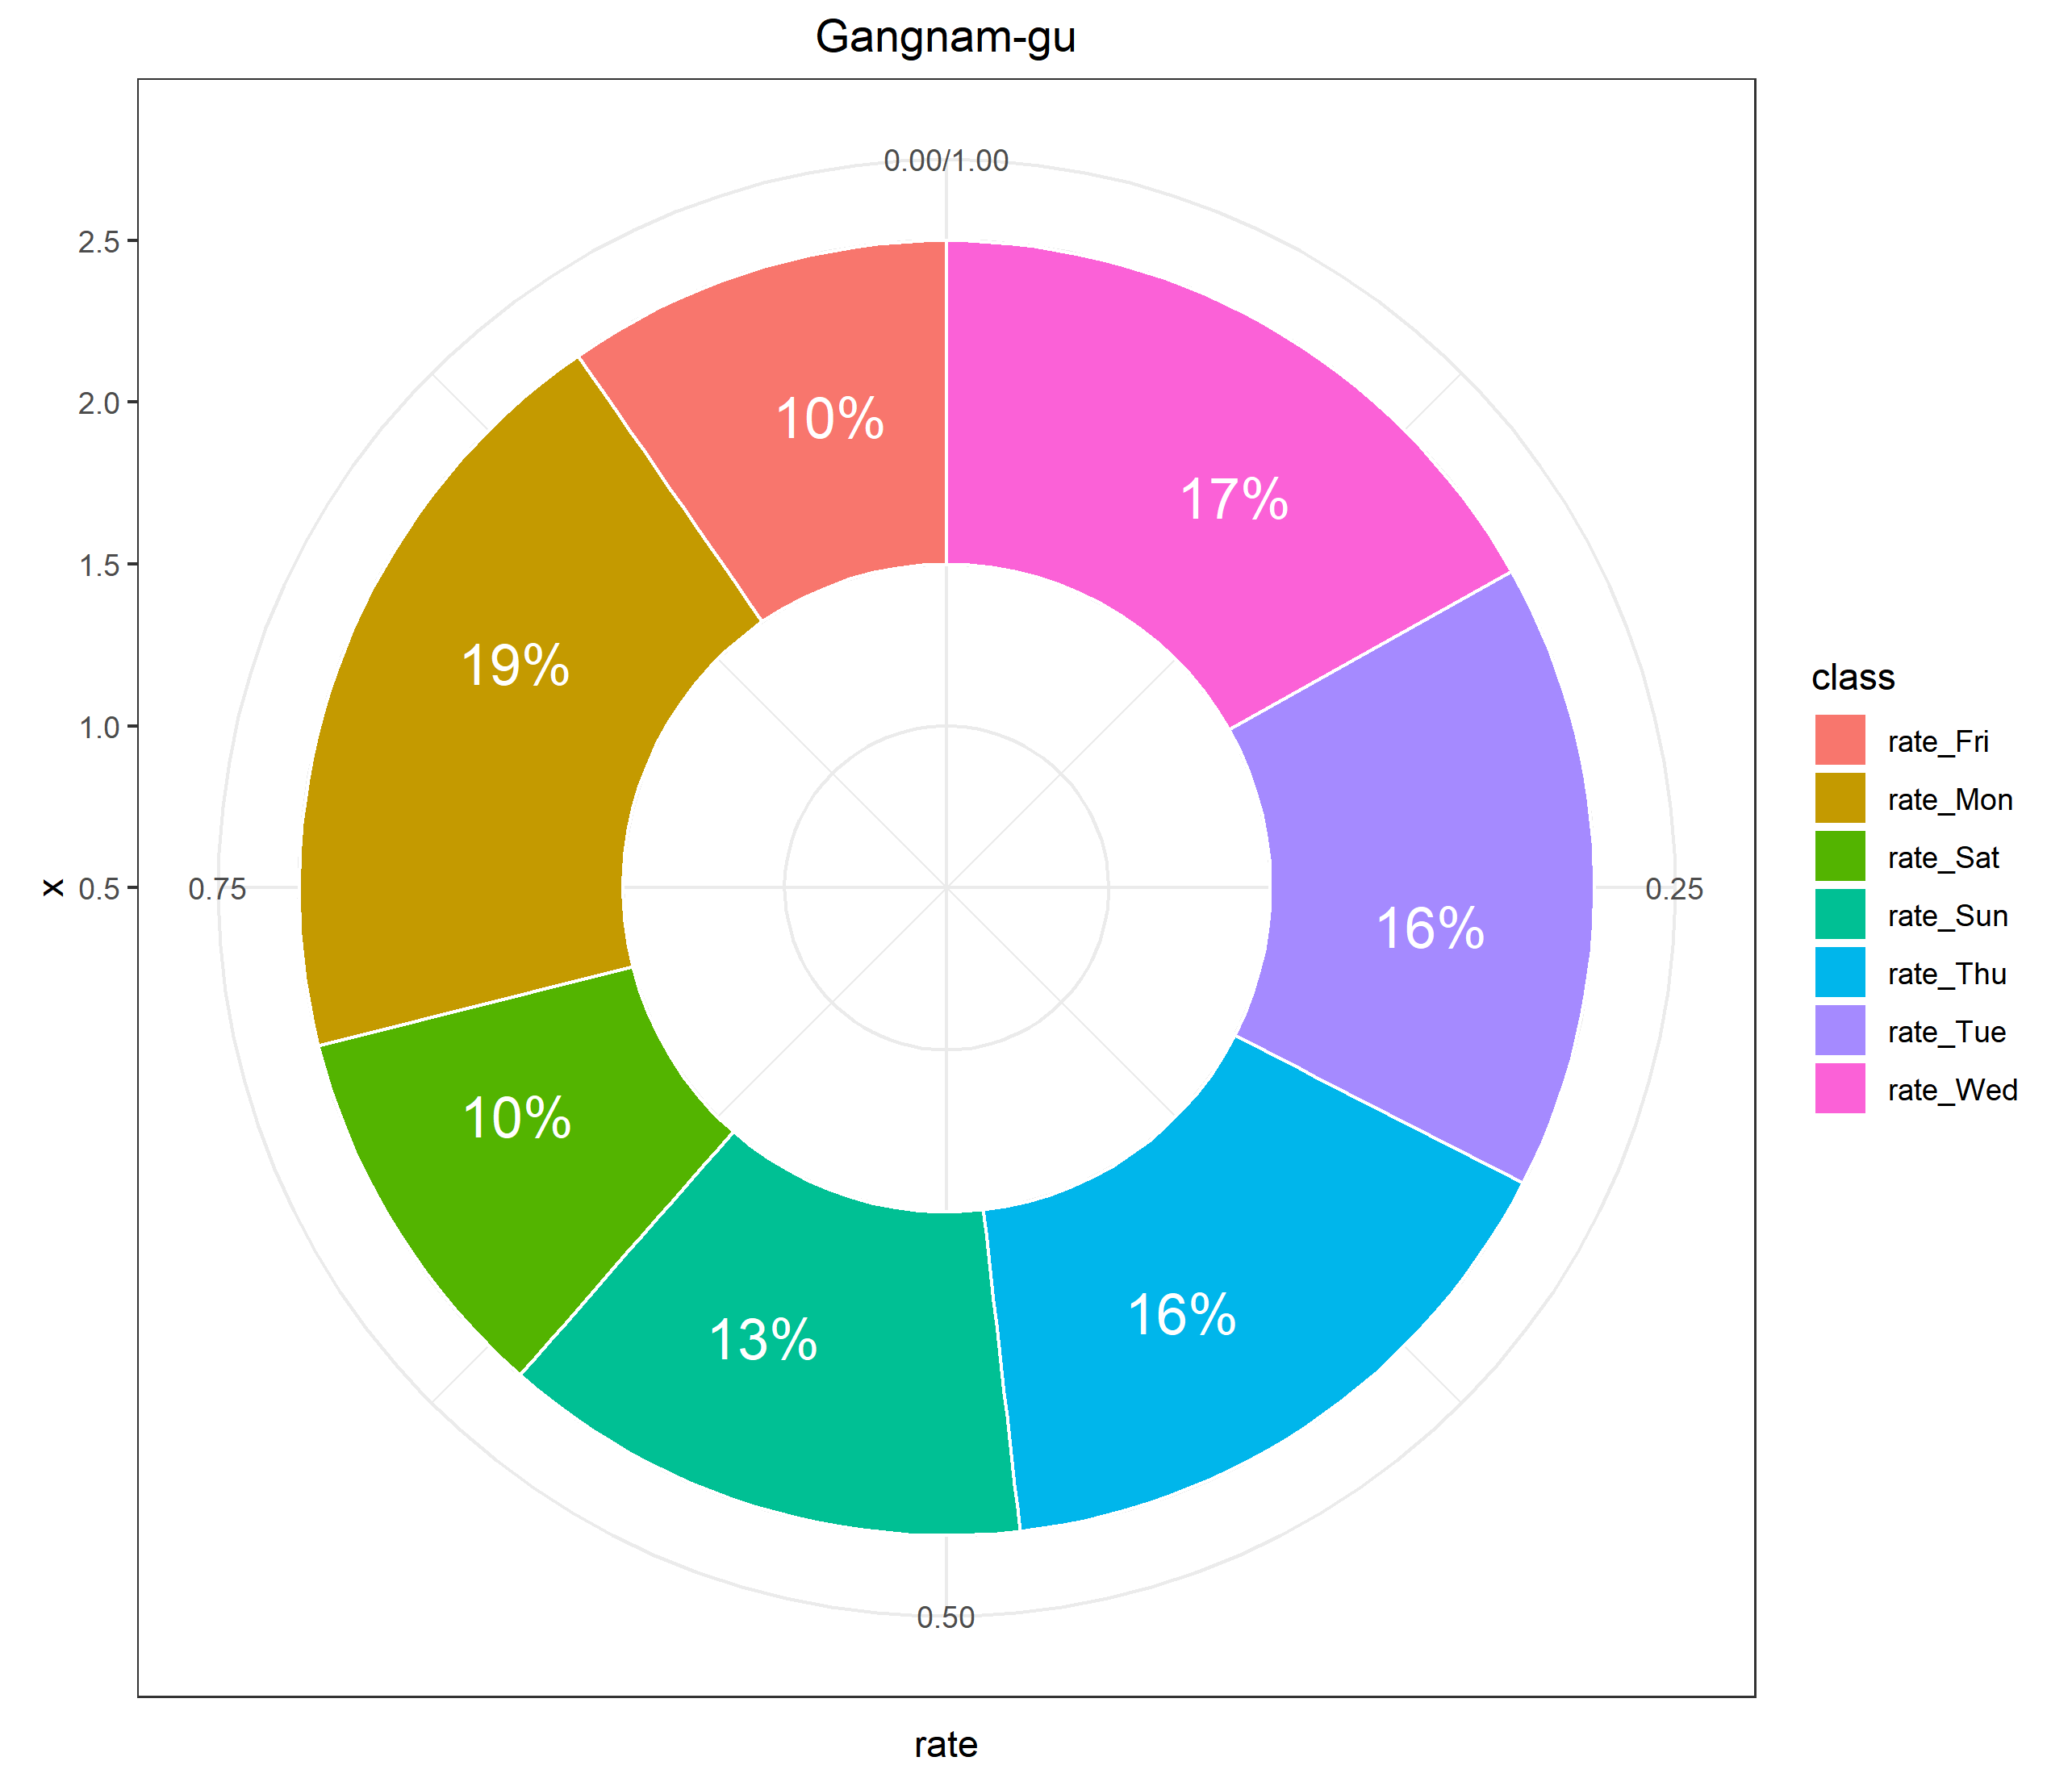 Gangnam-gu
0.00/1.00
2.5
2.0
10%
17%
1.5
19%
class
1.0
rate_Fri
rate_Mon
rate_Sat
x
0.5
0.75
0.25
16%
rate_Sun
rate_Thu
rate_Tue
rate_Wed
10%
16%
13%
0.50
rate